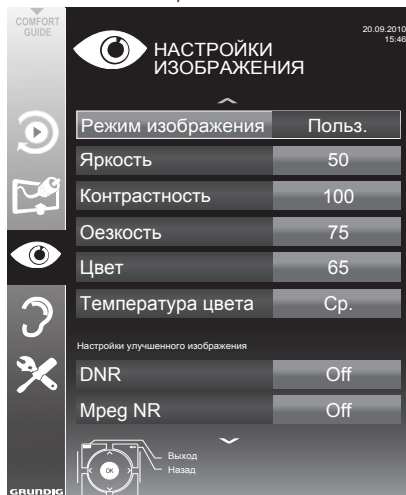 COMFORT
GUIDE
20.09.2010
15:46
НАСТРОЙКИ
ИЗОБРАЖЕНИЯ
Режим изображения Польз.
Яркость 50
Контрастность 100
Оезкость 75
Цвет 65
Температура цвета Ср.
Настройки улучшенного изображения
DNR Off
Mpeg NR Off
Выход
Назад
OK
GRUNDIG